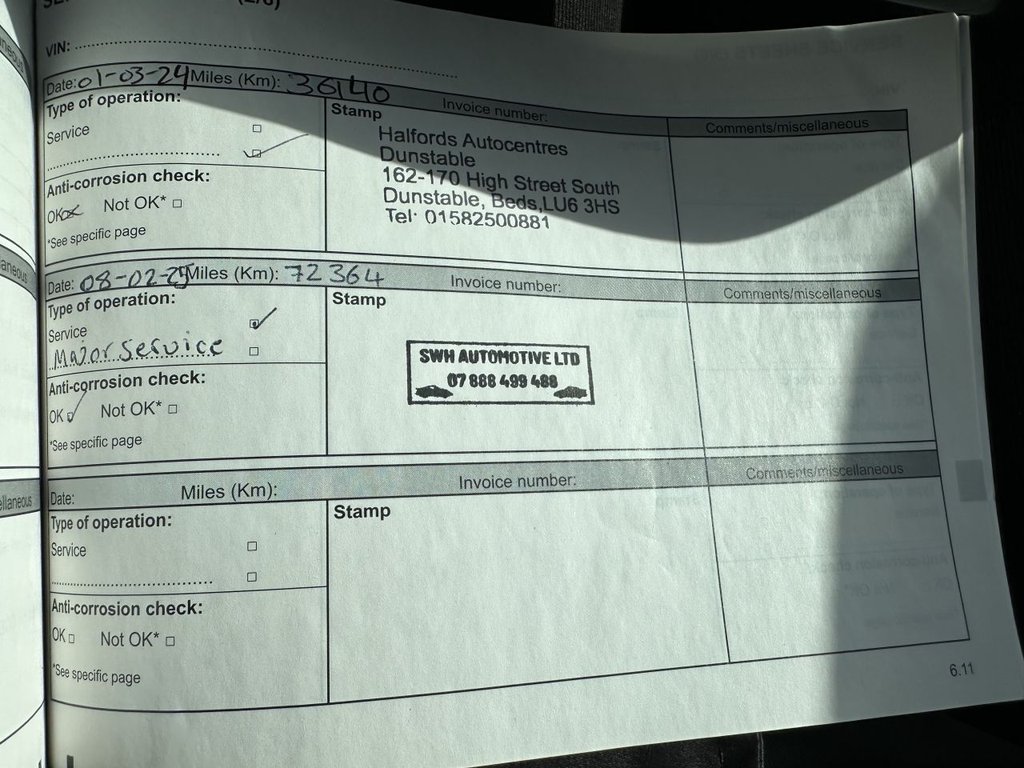 VIN:
Date: 01-03-24 Miles (Km): 36140 Invoice number: Comments/miscellaneous
Type of operation:
Service
Anti-corrosion check:
OK ok Not OK*
*See specific page
Stamp
Halfords Autocentres
Dunstable
162-170 High Street South
Dunstable, Beds,LU6 3HS
Tel: 01582500881
Date: 08-02-25 Miles (Km): 72364 Invoice number: Comments/miscellaneous
Type of operation:
Service
Major service
Anti-corrosion check:
OK Not OK*
*See specific page
Stamp
SWH AUTOMOTIVE LTD
07 888 499 488
Date: Miles (Km): Invoice number: Comments/miscellaneous
Type of operation:
Service
Anti-corrosion check:
OK Not OK*
*See specific page
Stamp
6.11